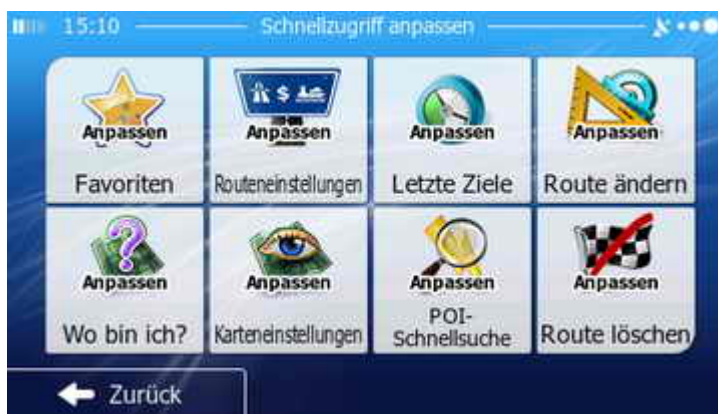 15:10 Schnellzugriff anpassen
Anpassen Anpassen Anpassen Anpassen
Favoriten Routeneinstellungen Letzte Ziele Route ändern
$
Anpassen Anpassen Anpassen Anpassen
Wo bin ich? Karteneinstellungen POI-
Schnellsuche Route löschen
Zurück